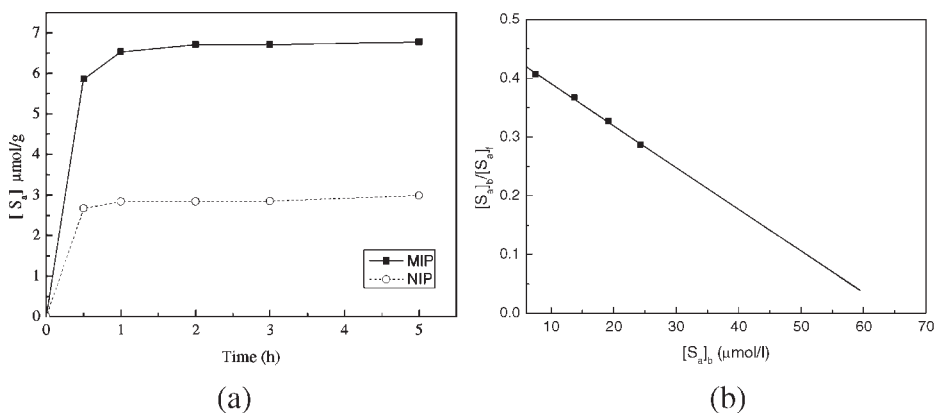 7
6
5
4
3
2
1
0
[S_a] μmol/g
0 1 2 3 4 5
Time (h)
MIP
NIP
(a)
0.5
0.4
0.3
0.2
0.1
0.0
[S_a]_b/[S_a]_f
10 20 30 40 50 60 70
[S_a]_b (μmol/l)
(b)